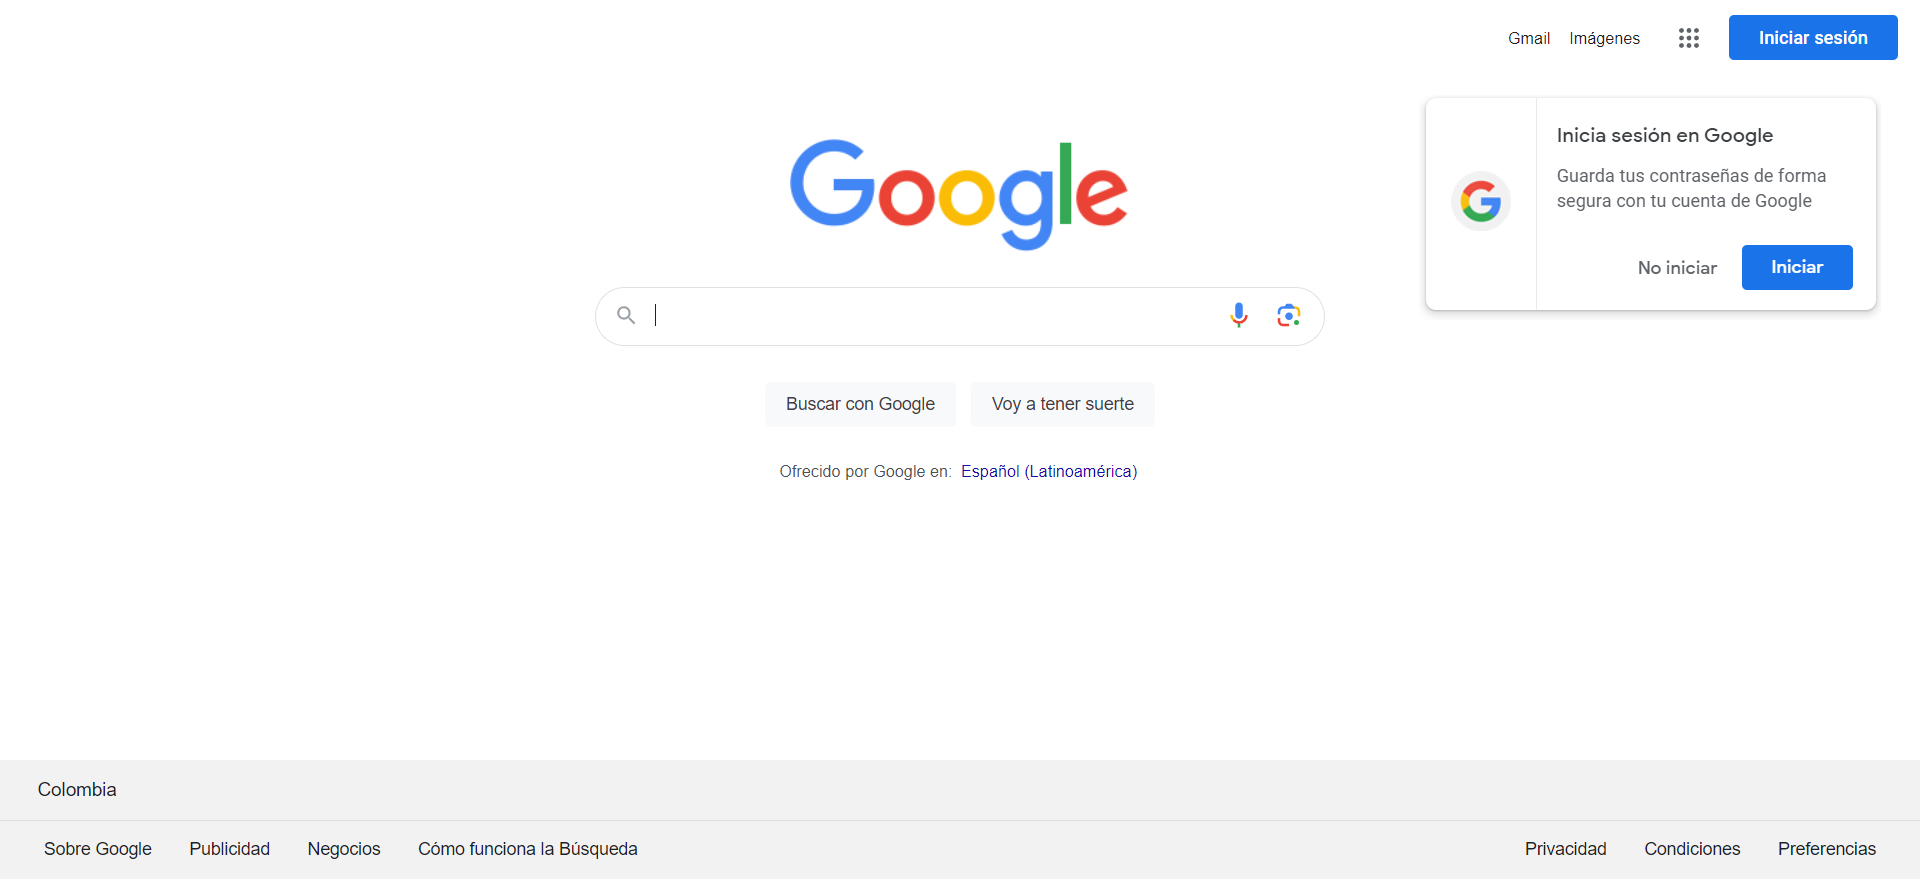 Gmail Imágenes Iniciar sesión
Inicia sesión en Google
Guarda tus contraseñas de forma
segura con tu cuenta de Google
No iniciar Iniciar
Google
Buscar con Google Voy a tener suerte
Ofrecido por Google en: Español (Latinoamérica)
Colombia
Sobre Google Publicidad Negocios Cómo funciona la Búsqueda Privacidad Condiciones Preferencias